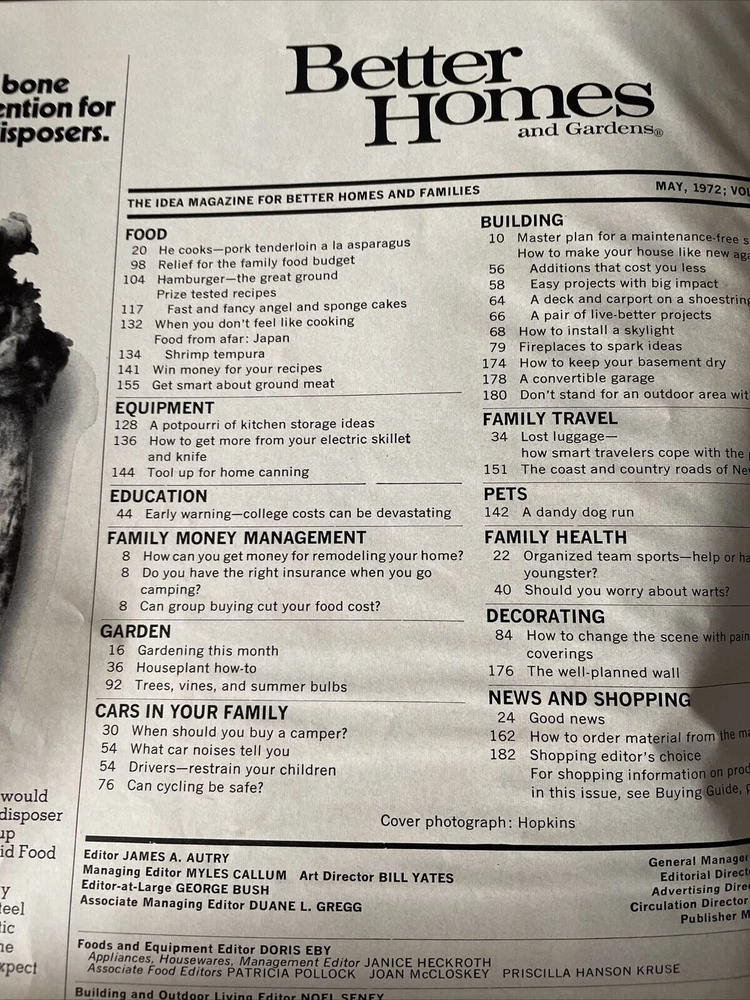 bone
ention for
isposers.
Better
Homes
and Gardens®
THE IDEA MAGAZINE FOR BETTER HOMES AND FAMILIES
MAY, 1972; VOL
FOOD
20 He cooks—pork tenderloin a la asparagus
98 Relief for the family food budget
104 Hamburger—the great ground
Prize tested recipes
117 Fast and fancy angel and sponge cakes
132 When you don't feel like cooking
Food from afar: Japan
134 Shrimp tempura
141 Win money for your recipes
155 Get smart about ground meat
EQUIPMENT
128 A potpourri of kitchen storage ideas
136 How to get more from your electric skillet
and knife
144 Tool up for home canning
EDUCATION
44 Early warning—college costs can be devastating
FAMILY MONEY MANAGEMENT
8 How can you get money for remodeling your home?
8 Do you have the right insurance when you go
camping?
8 Can group buying cut your food cost?
GARDEN
16 Gardening this month
36 Houseplant how-to
92 Trees, vines, and summer bulbs
CARS IN YOUR FAMILY
30 When should you buy a camper?
54 What car noises tell you
54 Drivers—restrain your children
76 Can cycling be safe?
BUILDING
10 Master plan for a maintenance-free s
How to make your house like new aga
56 Additions that cost you less
58 Easy projects with big impact
64 A deck and carport on a shoestring
66 A pair of live-better projects
68 How to install a skylight
79 Fireplaces to spark ideas
174 How to keep your basement dry
178 A convertible garage
180 Don't stand for an outdoor area wit
FAMILY TRAVEL
34 Lost luggage—
how smart travelers cope with the
151 The coast and country roads of Ne
PETS
142 A dandy dog run
FAMILY HEALTH
22 Organized team sports—help or ha
youngster?
40 Should you worry about warts?
DECORATING
84 How to change the scene with pain
coverings
176 The well-planned wall
NEWS AND SHOPPING
24 Good news
162 How to order material from the ma
182 Shopping editor's choice
For shopping information on prod
in this issue, see Buying Guide, p
Cover photograph: Hopkins
would
disposer
up
id Food
y
teel
tic
ne
xpect
Editor JAMES A. AUTRY
Managing Editor MYLES CALLUM Art Director BILL YATES
Editor-at-Large GEORGE BUSH
Associate Managing Editor DUANE L. GREGG
General Manager
Editorial Direct
Advertising Dire
Circulation Director
Publisher M
Foods and Equipment Editor DORIS EBY
Appliances, Housewares, Management Editor JANICE HECKROTH
Associate Food Editors PATRICIA POLLOCK JOAN McCLOSKEY PRISCILLA HANSON KRUSE
Building and Outdoor Living Editor NOEL SENEY